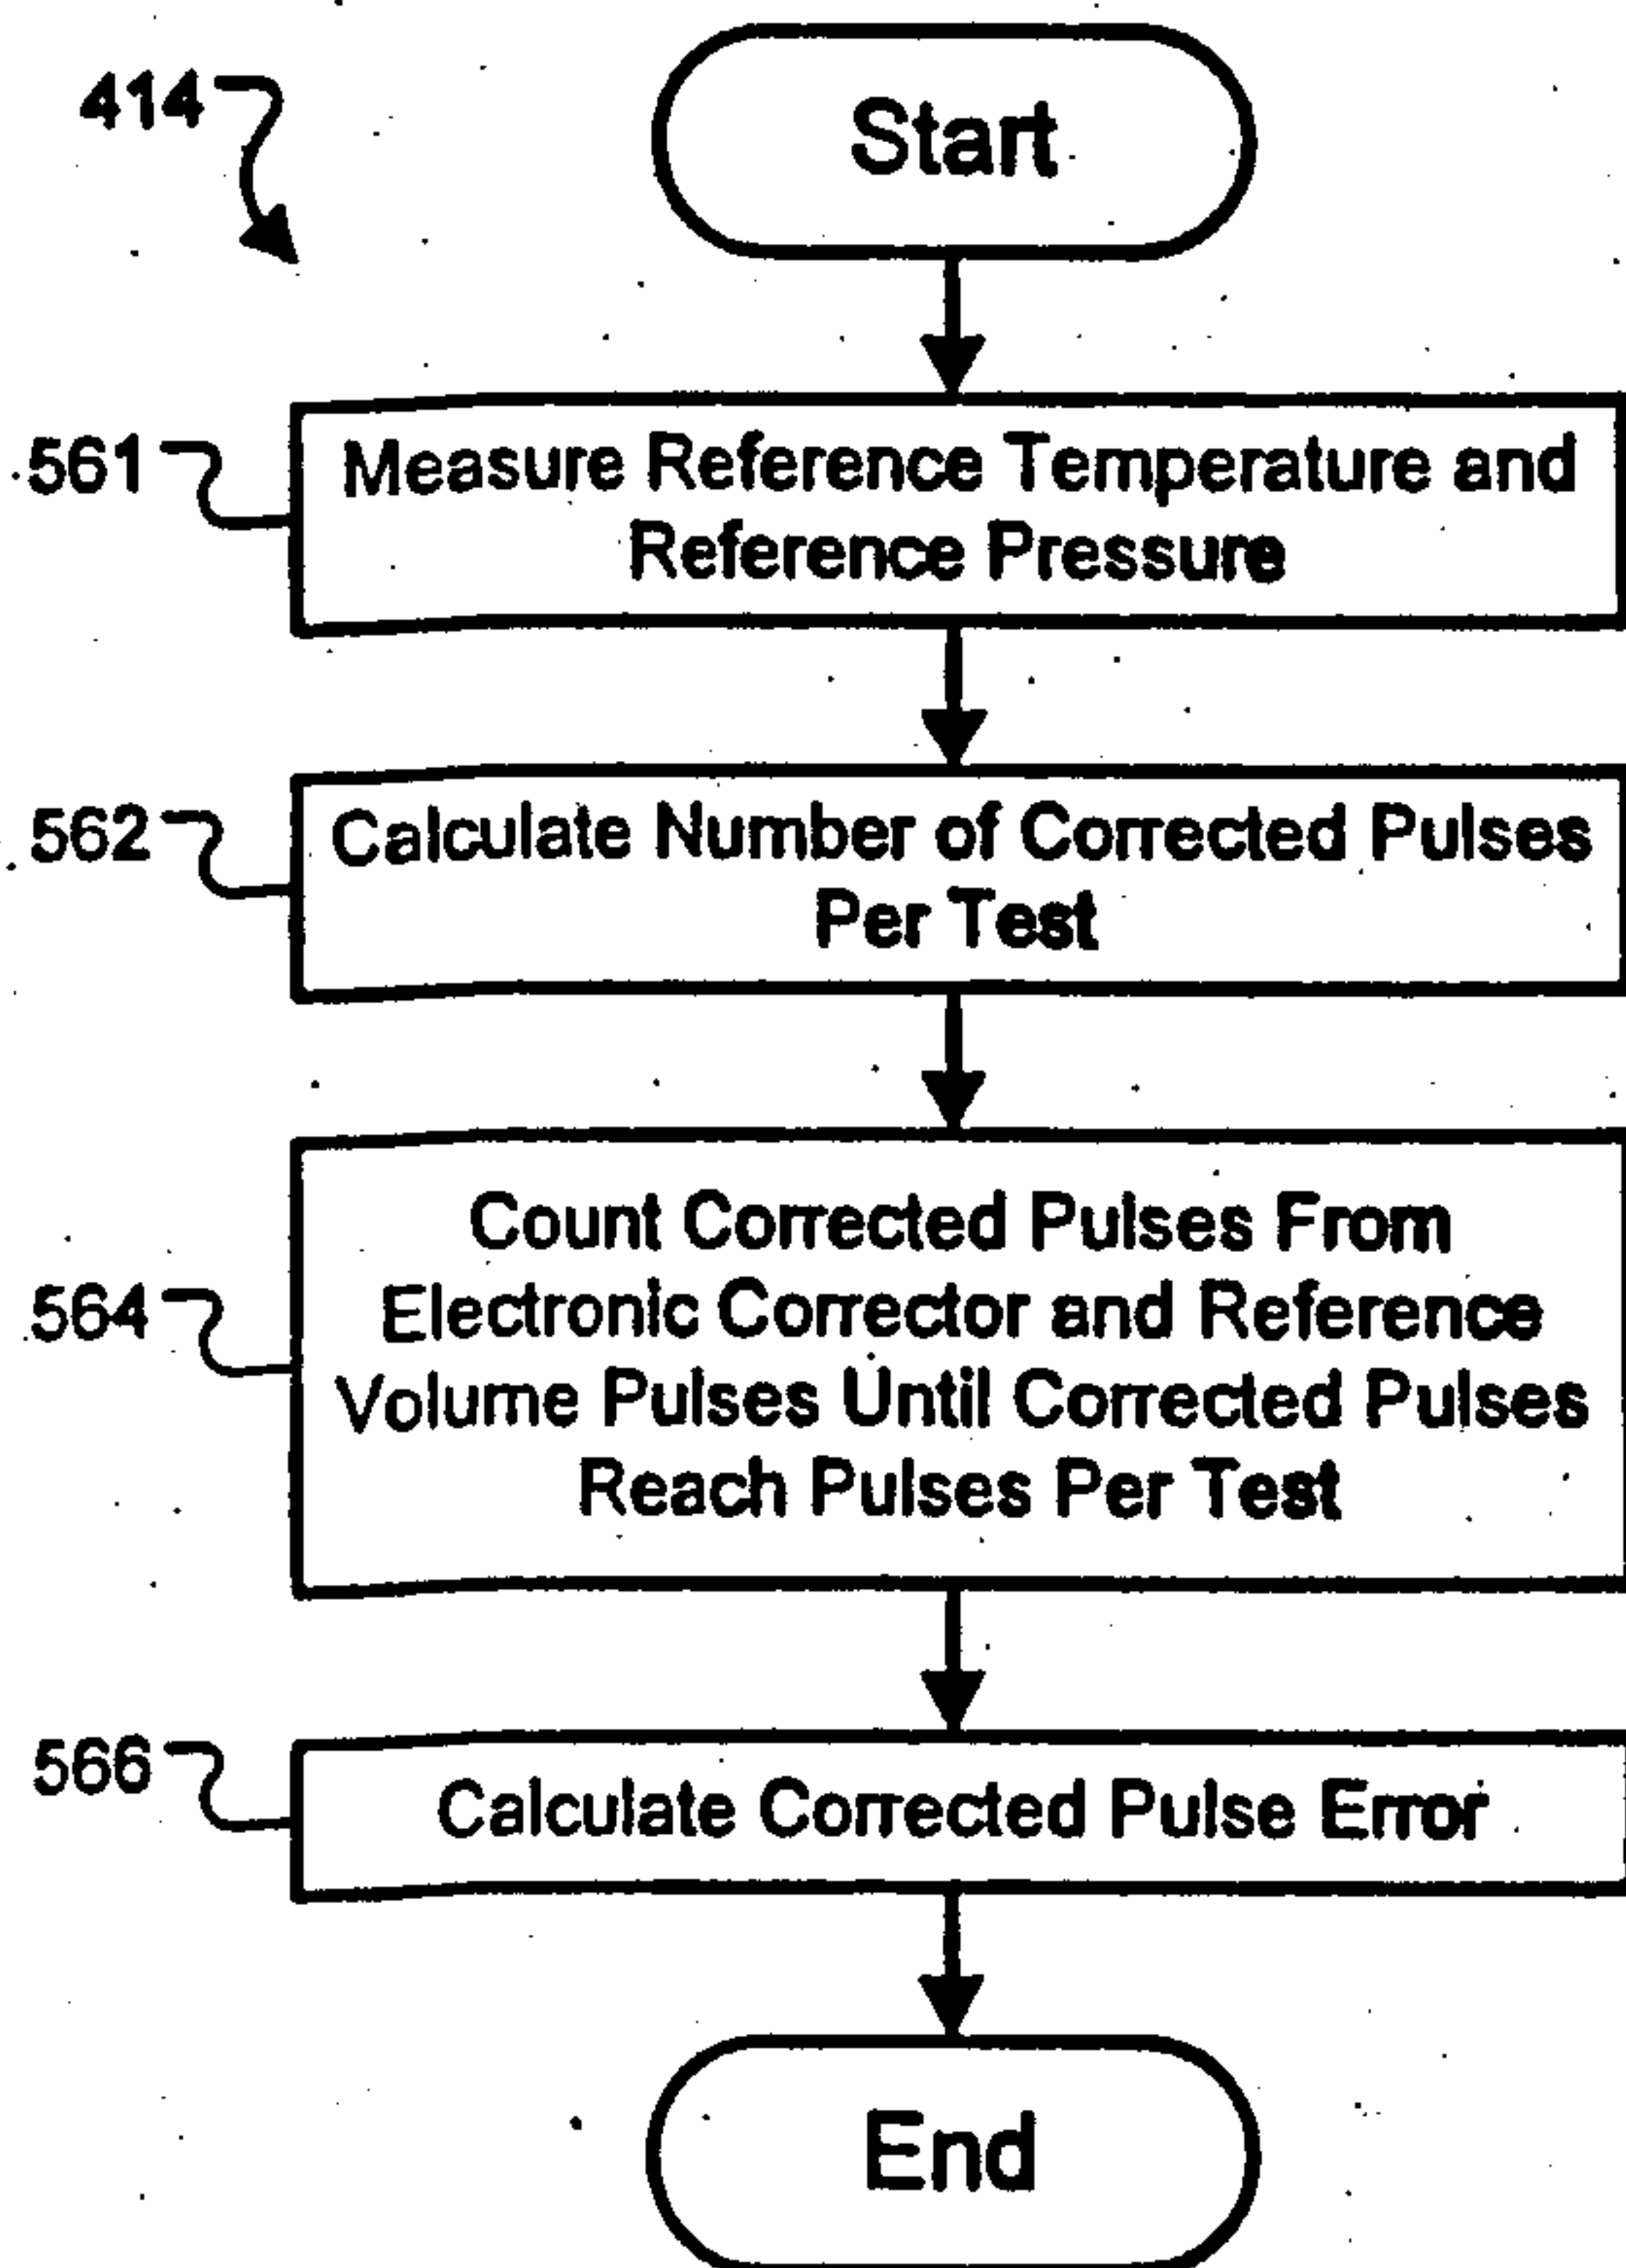 414
Start
561
Measure Reference Temperature and
Reference Pressure
562
Calculate Number of Corrected Pulses
Per Test
564
Count Corrected Pulses From
Electronic Corrector and Reference
Volume Pulses Until Corrected Pulses
Reach Pulses Per Test
566
Calculate Corrected Pulse Error
End